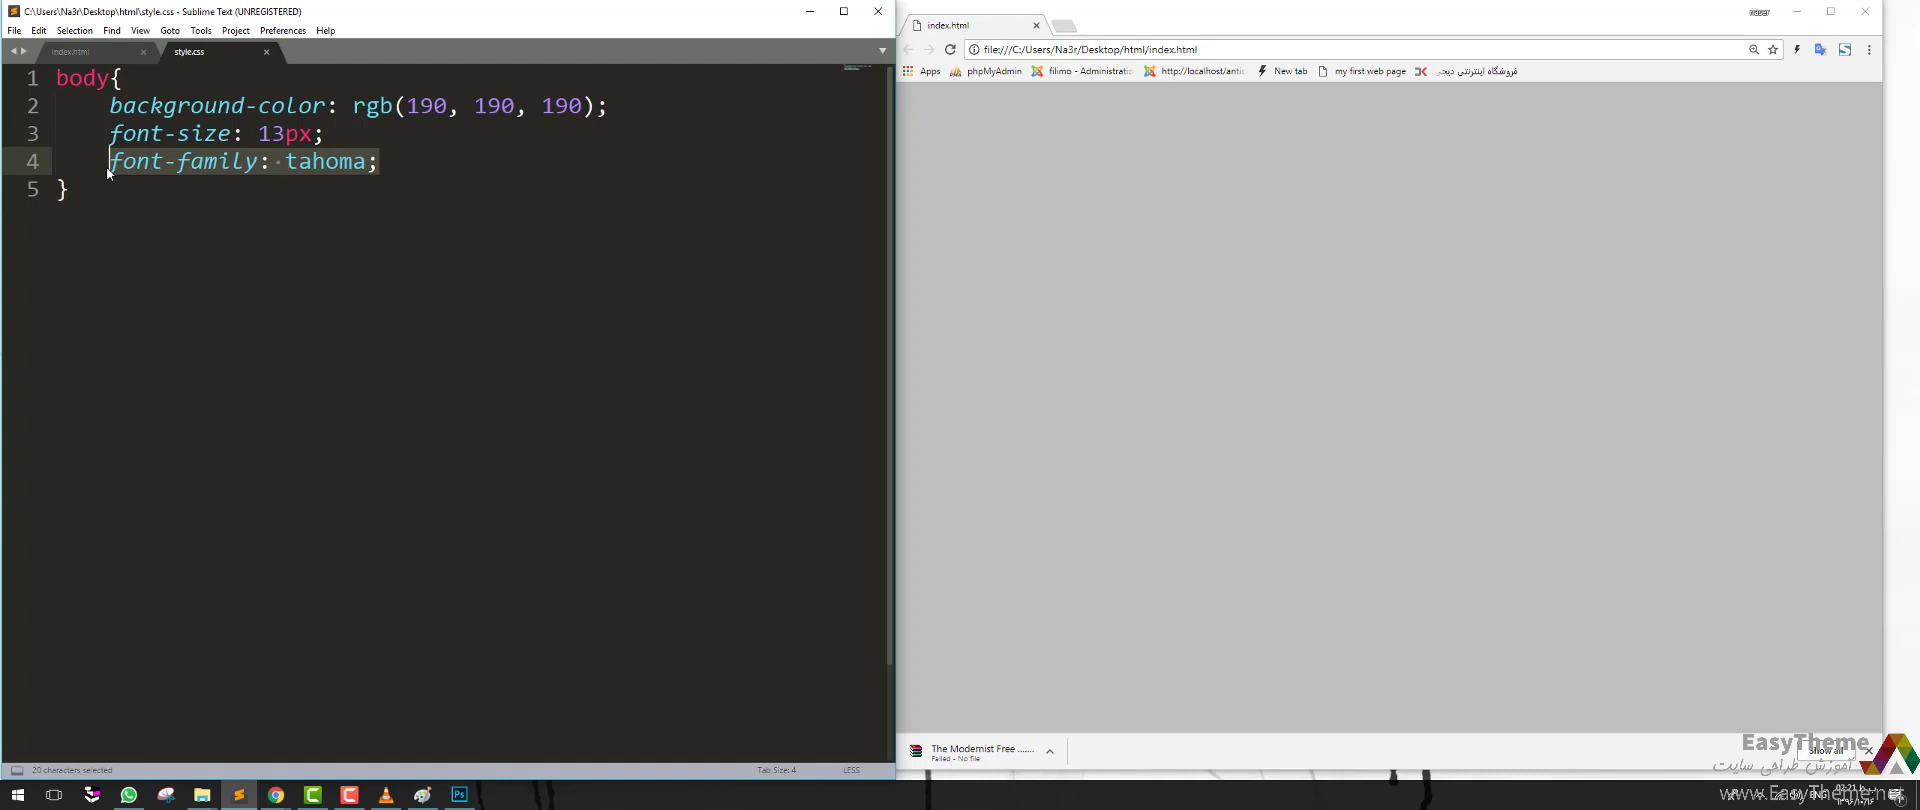 C:\Users\Na3r\Desktop\html\style.css - Sublime Text (UNREGISTERED)
File Edit Selection Find View Goto Tools Project Preferences Help
index.html
style.css
1 body{
2 background-color: rgb(190, 190, 190);
3 font-size: 13px;
4 font-family: tahoma;
5 }
20 characters selected
Tab Size: 4
LESS
index.html
naser
file:///C:/Users/Na3r/Desktop/html/index.html
Apps phpMyAdmin filimo - Administratic http://localhost/antic New tab my first web page فروشگاه اینترنتی دیجی
The Modernist Free ......
Failed - No file
Show all
EasyTheme
آموزش طراحی سایت
www.EasyTheme.net
ENG
Ps